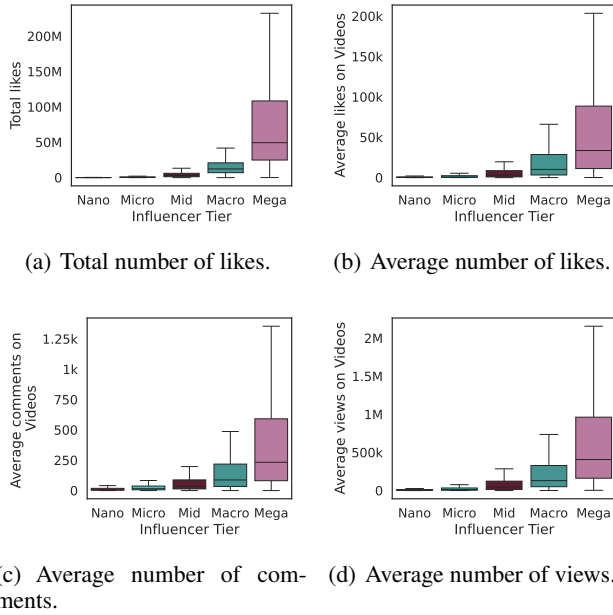 Total likes
200M
150M
100M
50M
0
Nano Micro Mid Macro Mega
Influencer Tier
(a) Total number of likes.
Average likes on Videos
200k
150k
100k
50k
0
Nano Micro Mid Macro Mega
Influencer Tier
(b) Average number of likes.
Average comments on
Videos
1.25k
1k
750
500
250
0
Nano Micro Mid Macro Mega
Influencer Tier
(c) Average number of com-
ments.
Average views on Videos
2M
1.5M
1M
500k
0
Nano Micro Mid Macro Mega
Influencer Tier
(d) Average number of views.